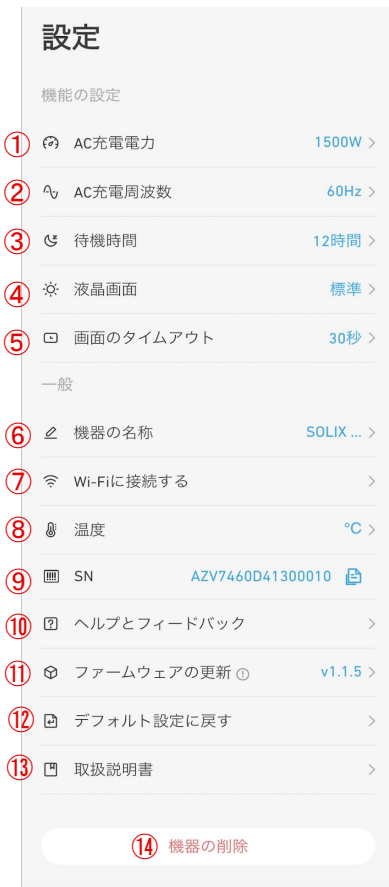 設定
機能の設定
① AC充電電力 1500W >
② AC充電周波数 60Hz >
③ 待機時間 12時間 >
④ 液晶画面 標準 >
⑤ 画面のタイムアウト 30秒 >
一般
⑥ 機器の名称 SOLIX ... >
⑦ Wi-Fiに接続する >
⑧ 温度 °C >
⑨ SN AZV7460D41300010
⑩ ヘルプとフィードバック >
⑪ ファームウェアの更新 v1.1.5 >
⑫ デフォルト設定に戻す >
⑬ 取扱説明書 >
⑭ 機器の削除